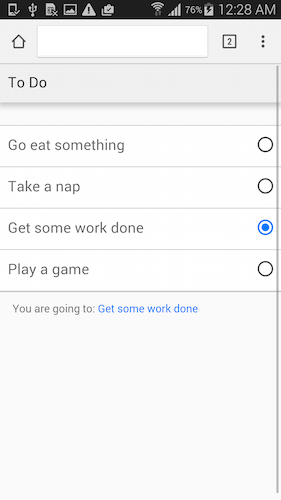 76% 12:28 AM
2
To Do
Go eat something
Take a nap
Get some work done
Play a game
You are going to: Get some work done